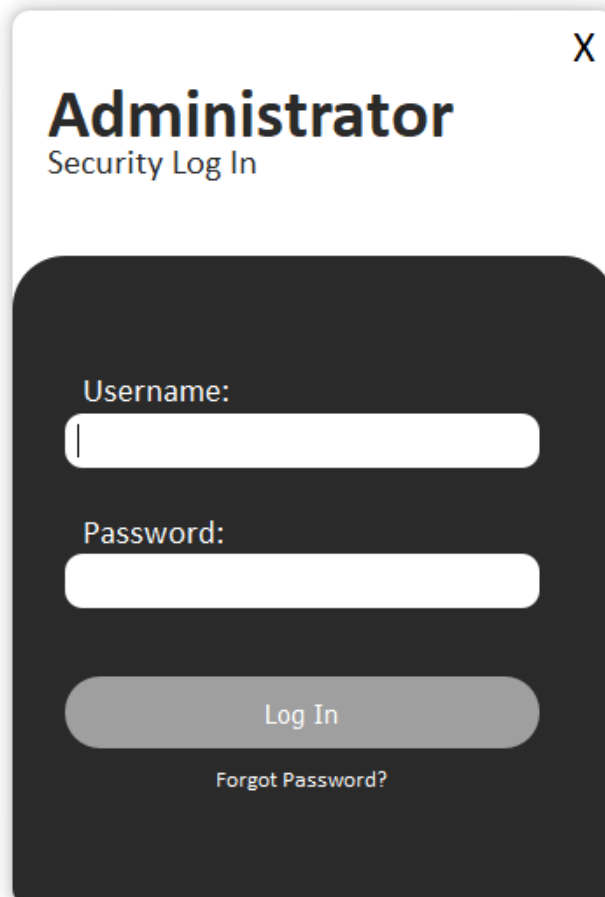 X
Administrator
Security Log In
Username:
Password:
Log In
Forgot Password?